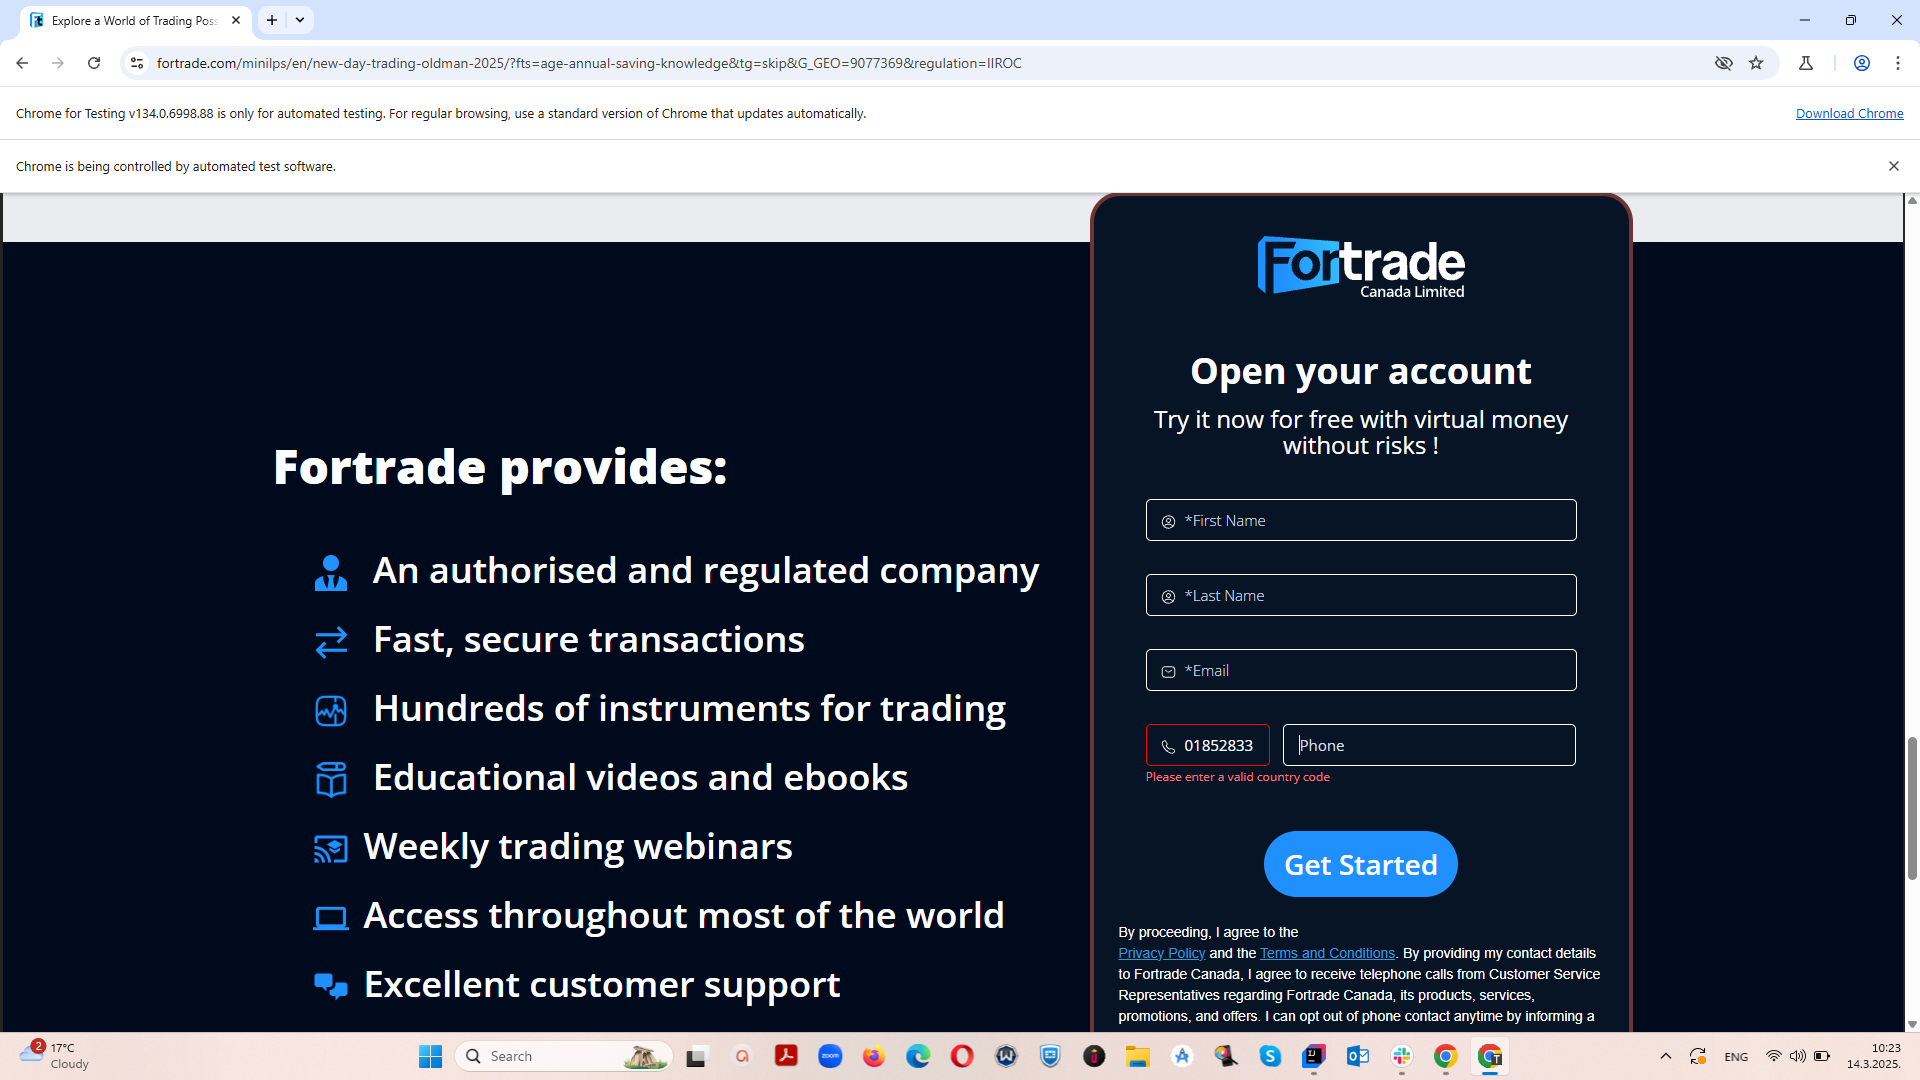 Explore a World of Trading Poss
fortrade.com/minilps/en/new-day-trading-oldman-2025/?fts=age-annual-saving-knowledge&tg=skip&G_GEO=9077369&regulation=IIROC
Chrome for Testing v134.0.6998.88 is only for automated testing. For regular browsing, use a standard version of Chrome that updates automatically.
Download Chrome
Chrome is being controlled by automated test software.
Fortrade provides:
An authorised and regulated company
Fast, secure transactions
Hundreds of instruments for trading
Educational videos and ebooks
Weekly trading webinars
Access throughout most of the world
Excellent customer support
Fortrade
Canada Limited
Open your account
Try it now for free with virtual money
without risks !
*First Name
*Last Name
*Email
01852833
Phone
Please enter a valid country code
Get Started
By proceeding, I agree to the
Privacy Policy and the Terms and Conditions. By providing my contact details
to Fortrade Canada, I agree to receive telephone calls from Customer Service
Representatives regarding Fortrade Canada, its products, services,
promotions, and offers. I can opt out of phone contact anytime by informing a
2
17°C
Cloudy
Search
zoom
ENG
10:23
14.3.2025.